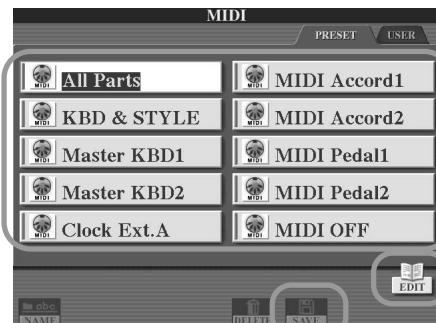 MIDI
PRESET USER
All Parts MIDI Accord1
KBD & STYLE MIDI Accord2
Master KBD1 MIDI Pedal1
Master KBD2 MIDI Pedal2
Clock Ext.A MIDI OFF
EDIT
abc
NAME DELETE SAVE